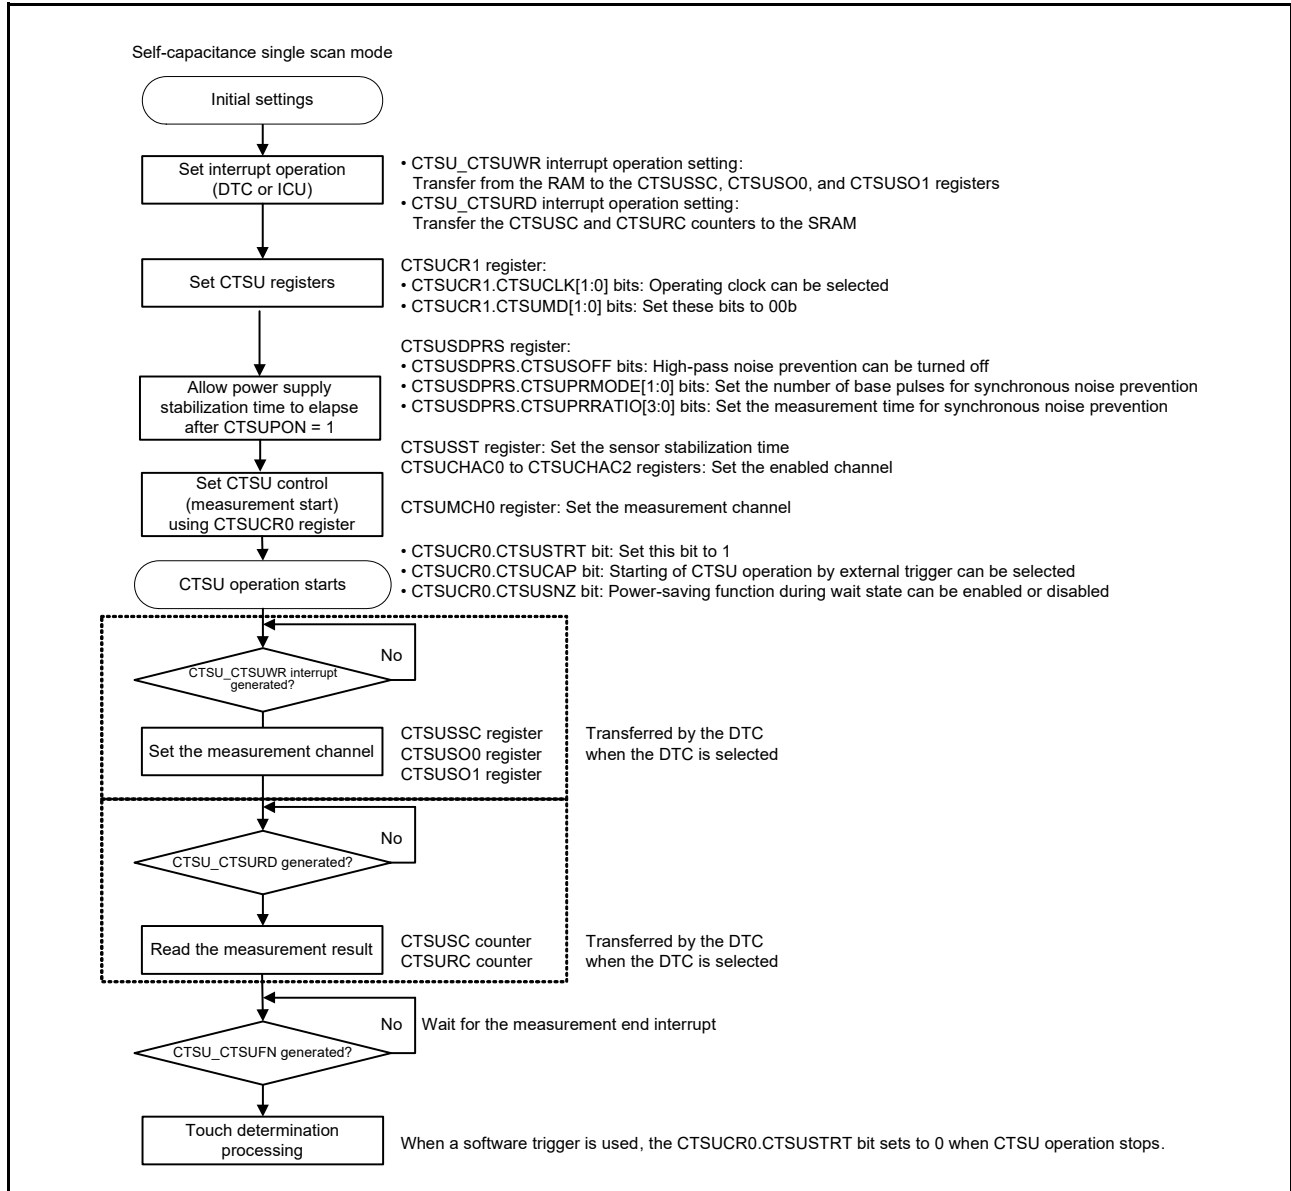 Self-capacitance single scan mode
Initial settings
Set interrupt operation
(DTC or ICU)
• CTSU_CTSUWR interrupt operation setting:
Transfer from the RAM to the CTSUSSC, CTSUSO0, and CTSUSO1 registers
• CTSU_CTSURD interrupt operation setting:
Transfer the CTSUSC and CTSURC counters to the SRAM
Set CTSU registers
CTSUCR1 register:
• CTSUCR1.CTSUCLK[1:0] bits: Operating clock can be selected
• CTSUCR1.CTSUMD[1:0] bits: Set these bits to 00b
CTSUSDPRS register:
• CTSUSDPRS.CTSUSOFF bits: High-pass noise prevention can be turned off
• CTSUSDPRS.CTSUPRMODE[1:0] bits: Set the number of base pulses for synchronous noise prevention
• CTSUSDPRS.CTSUPRRATIO[3:0] bits: Set the measurement time for synchronous noise prevention
Allow power supply
stabilization time to elapse
after CTSUPON = 1
CTSUSST register: Set the sensor stabilization time
CTSUCHAC0 to CTSUCHAC2 registers: Set the enabled channel
Set CTSU control
(measurement start)
using CTSUCR0 register
CTSUMCH0 register: Set the measurement channel
• CTSUCR0.CTSUSTRT bit: Set this bit to 1
• CTSUCR0.CTSUCAP bit: Starting of CTSU operation by external trigger can be selected
• CTSUCR0.CTSUSNZ bit: Power-saving function during wait state can be enabled or disabled
CTSU operation starts
No
CTSU_CTSUWR interrupt
generated?
Set the measurement channel
CTSUSSC register
CTSUSO0 register
CTSUSO1 register
Transferred by the DTC
when the DTC is selected
No
CTSU_CTSURD generated?
Read the measurement result
CTSUSC counter
CTSURC counter
Transferred by the DTC
when the DTC is selected
No
Wait for the measurement end interrupt
CTSU_CTSUFN generated?
Touch determination
processing
When a software trigger is used, the CTSUCR0.CTSUSTRT bit sets to 0 when CTSU operation stops.